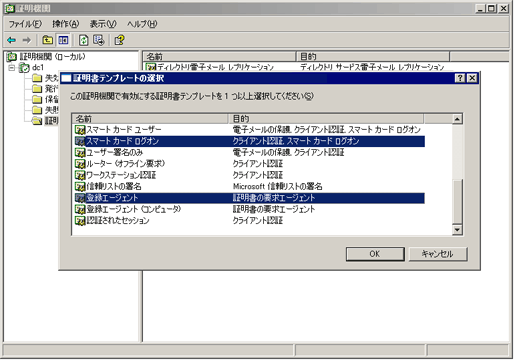 証明機関
ファイル(F) 操作(A) 表示(V) ヘルプ(H)
証明機関 (ローカル)
dc1
失効
発行
保留
失敗
証明
名前 目的
ディレクトリ電子メール レプリケーション ディレクトリ サービス電子メール レプリケーション
証明書テンプレートの選択
この証明機関で有効にする証明書テンプレートを 1 つ以上選択してください(S)
名前 目的
スマート カード ユーザー 電子メールの保護, クライアント認証, スマート カード ログオン
スマート カード ログオン クライアント認証, スマート カード ログオン
ユーザー署名のみ 電子メールの保護, クライアント認証
ルーター (オフライン要求) クライアント認証
ワークステーション認証 クライアント認証
信頼リストの署名 Microsoft 信頼リストの署名
登録エージェント 証明書の要求エージェント
登録エージェント (コンピュータ) 証明書の要求エージェント
認証されたセッション クライアント認証
OK キャンセル